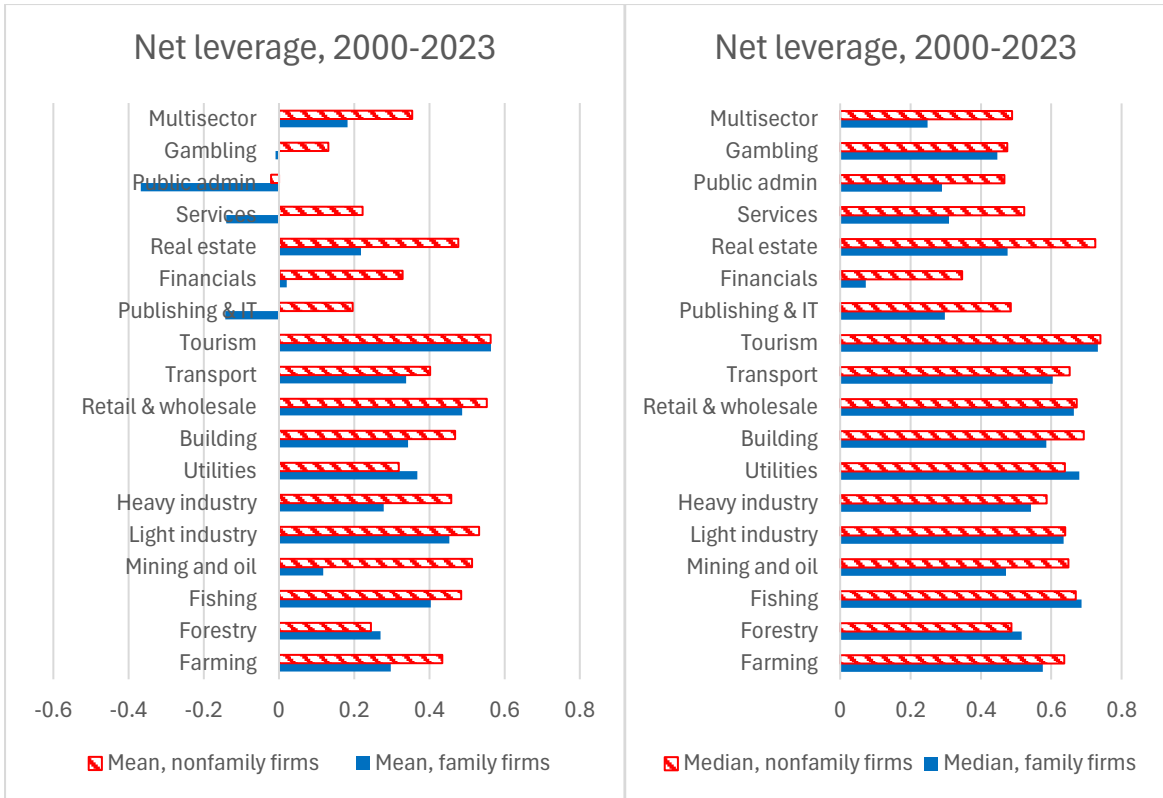 Net leverage, 2000-2023
Multisector
Gambling
Public admin
Services
Real estate
Financials
Publishing & IT
Tourism
Transport
Retail & wholesale
Building
Utilities
Heavy industry
Light industry
Mining and oil
Fishing
Forestry
Farming
-0.6 -0.4 -0.2 0 0.2 0.4 0.6 0.8
Mean, nonfamily firms Mean, family firms
Net leverage, 2000-2023
Multisector
Gambling
Public admin
Services
Real estate
Financials
Publishing & IT
Tourism
Transport
Retail & wholesale
Building
Utilities
Heavy industry
Light industry
Mining and oil
Fishing
Forestry
Farming
0 0.2 0.4 0.6 0.8
Median, nonfamily firms Median, family firms